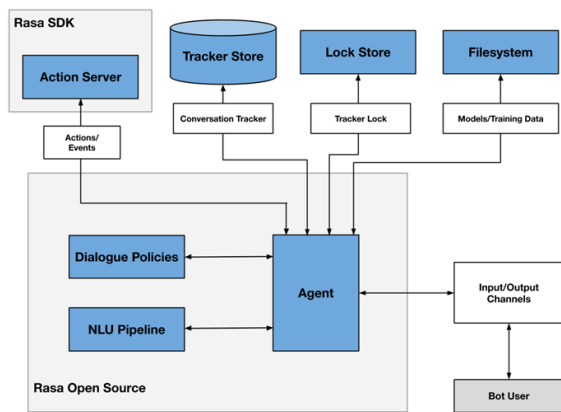 Rasa SDK
Action Server
Tracker Store
Lock Store
Filesystem
Actions/
Events
Conversation Tracker
Tracker Lock
Models/Training Data
Dialogue Policies
NLU Pipeline
Agent
Input/Output
Channels
Rasa Open Source
Bot User